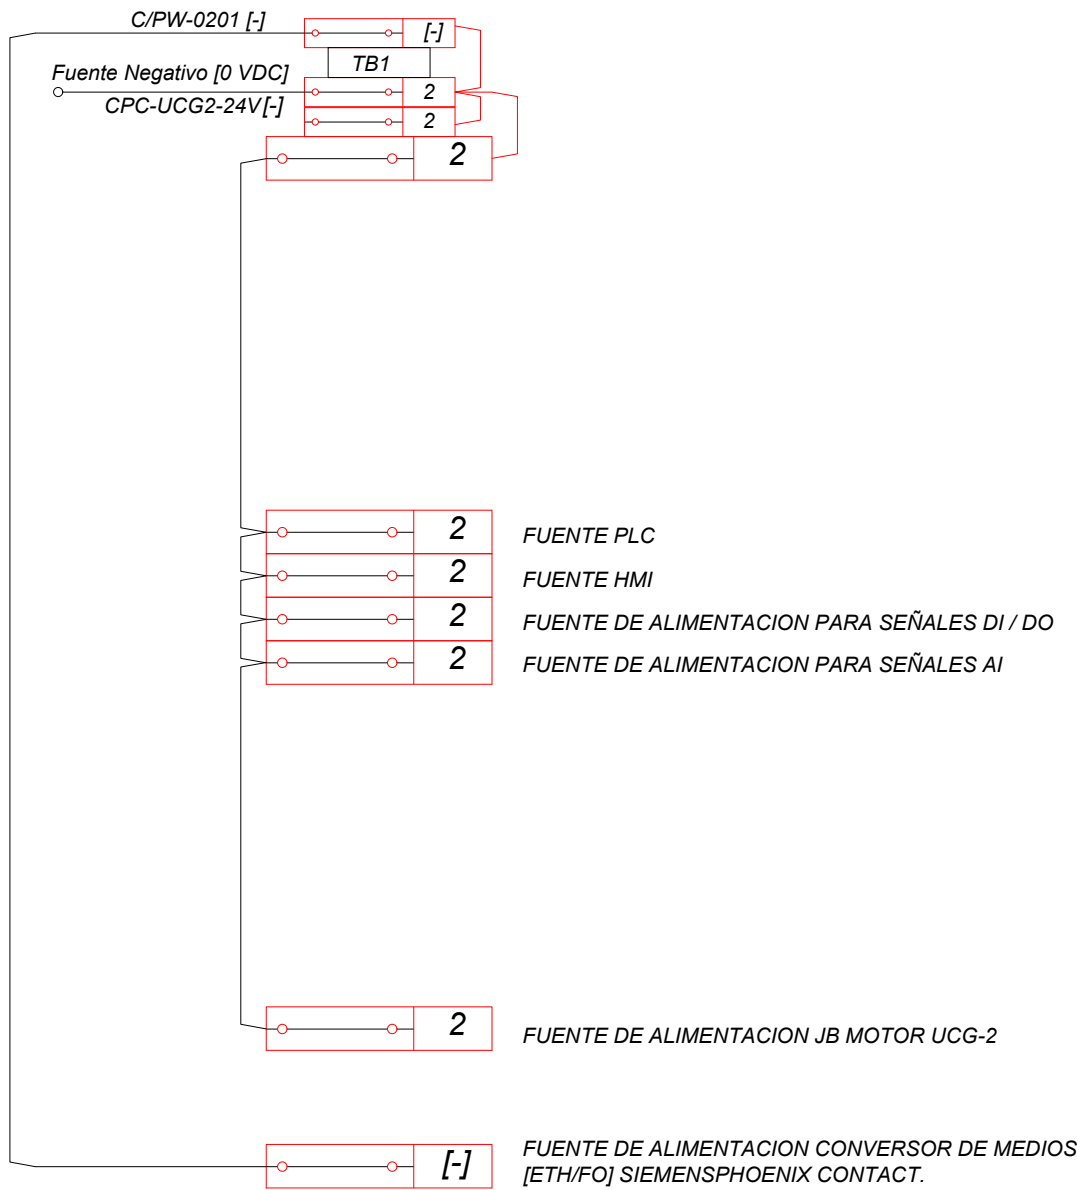 C/PW-0201 [-]
[-]
TB1
Fuente Negativo [0 VDC]
2
CPC-UCG2-24V[-]
2
2
2
FUENTE PLC
2
FUENTE HMI
2
FUENTE DE ALIMENTACION PARA SEÑALES DI / DO
2
FUENTE DE ALIMENTACION PARA SEÑALES AI
2
FUENTE DE ALIMENTACION JB MOTOR UCG-2
[-]
FUENTE DE ALIMENTACION CONVERSOR DE MEDIOS
[ETH/FO] SIEMENSPHOENIX CONTACT.